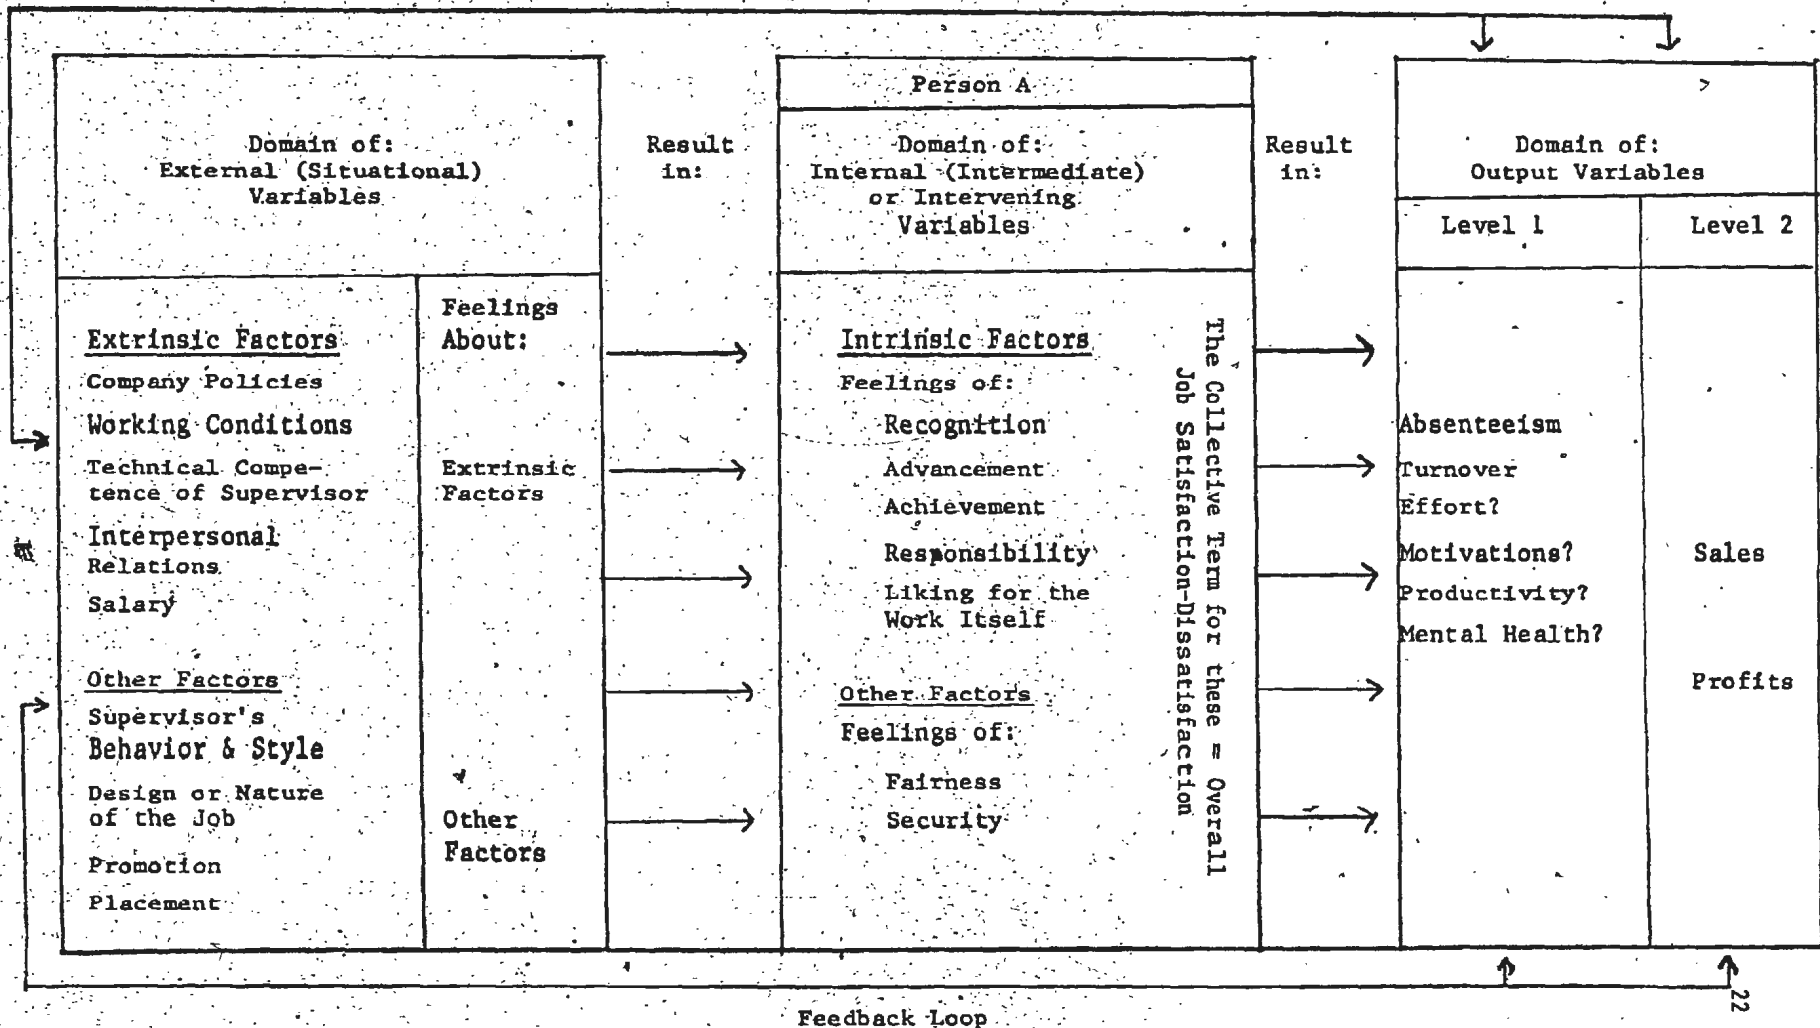 Domain of:
External (Situational)
Variables
Extrinsic Factors
Company Policies
Working Conditions
Technical Compe-
tence of Supervisor
Interpersonal
Relations
Salary
Other Factors
Supervisor's
Behavior & Style
Design or Nature
of the Job
Promotion
Placement
Feelings
About:
Extrinsic
Factors
Other
Factors
Result
in:
Person A
Domain of:
Internal (Intermediate)
or Intervening
Variables
Intrinsic Factors
Feelings of:
Recognition
Advancement
Achievement
Responsibility
Liking for the
Work Itself
Other Factors
Feelings of:
Fairness
Security
The Collective Term for these = Overall
Job Satisfaction-Dissatisfaction
Result
in:
Domain of:
Output Variables
Level 1
Absenteeism
Turnover
Effort?
Motivations?
Productivity?
Mental Health?
Level 2
Sales
Profits
Feedback Loop
22